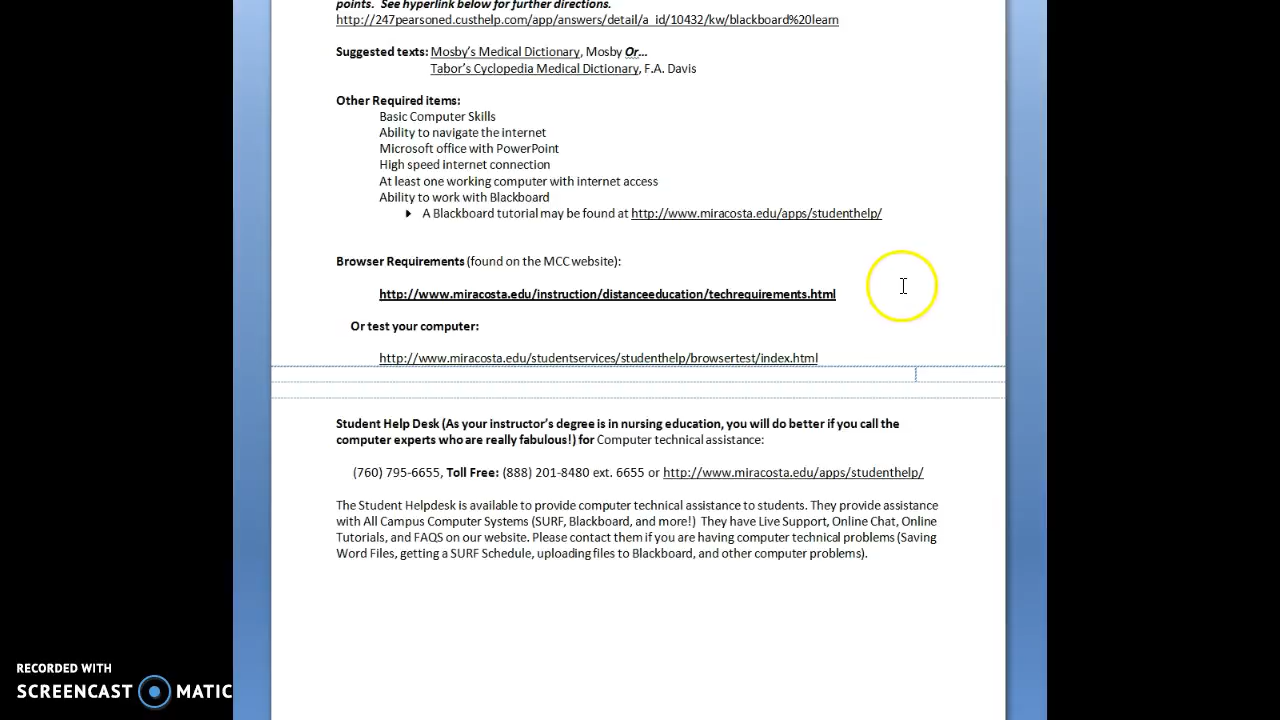 points. See hyperlink below for further directions.
http://247pearsoned.custhelp.com/app/answers/detail/a_id/10432/kw/blackboard%20learn
Suggested texts: Mosby's Medical Dictionary, Mosby Or…
Tabor's Cyclopedia Medical Dictionary, F.A. Davis
Other Required items:
Basic Computer Skills
Ability to navigate the internet
Microsoft office with PowerPoint
High speed internet connection
At least one working computer with internet access
Ability to work with Blackboard
A Blackboard tutorial may be found at http://www.miracosta.edu/apps/studenthelp/
Browser Requirements (found on the MCC website):
http://www.miracosta.edu/instruction/distanceeducation/techrequirements.html
Or test your computer:
http://www.miracosta.edu/studentservices/studenthelp/browsertest/index.html
Student Help Desk (As your instructor's degree is in nursing education, you will do better if you call the
computer experts who are really fabulous!) for Computer technical assistance:
(760) 795-6655, Toll Free: (888) 201-8480 ext. 6655 or http://www.miracosta.edu/apps/studenthelp/
The Student Helpdesk is available to provide computer technical assistance to students. They provide assistance
with All Campus Computer Systems (SURF, Blackboard, and more!) They have Live Support, Online Chat, Online
Tutorials, and FAQS on our website. Please contact them if you are having computer technical problems (Saving
Word Files, getting a SURF Schedule, uploading files to Blackboard, and other computer problems).
RECORDED WITH
SCREENCAST MATIC